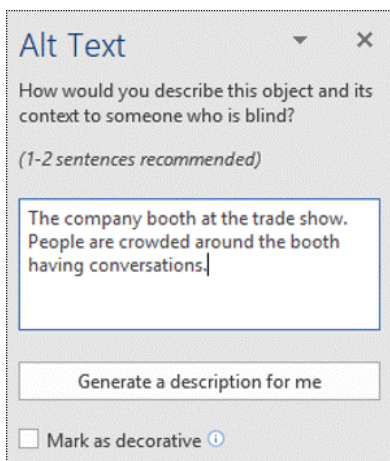 Alt Text
How would you describe this object and its
context to someone who is blind?
(1-2 sentences recommended)
The company booth at the trade show.
People are crowded around the booth
having conversations.
Generate a description for me
Mark as decorative